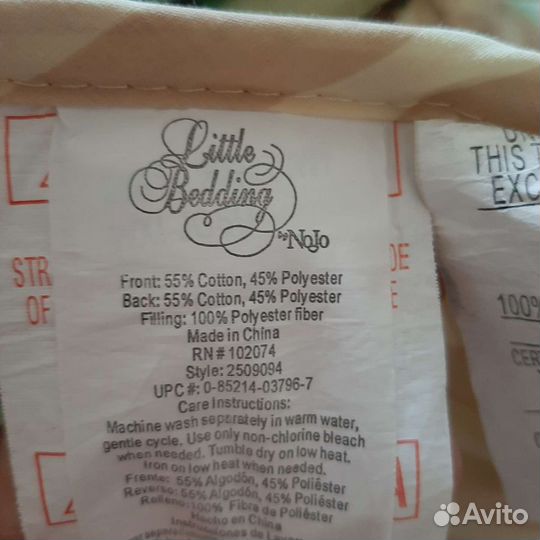 Little
Bedding
by NoJo
Front: 55% Cotton, 45% Polyester
Back: 55% Cotton, 45% Polyester
Filling: 100% Polyester fiber
Made in China
RN# 102074
Style: 2509094
UPC#: 0-85214-03796-7
Care Instructions:
Machine wash separately in warm water,
gentle cycle. Use only non-chlorine bleach
when needed. Tumble dry on low heat.
Iron on low heat when needed.
Frente: 55% Algodón, 45% Poliéster
Reverso: 55% Algodón, 45% Poliéster
Relleno: 100% Fibra de Poliéster
Hecho en China
STR
OF
DE
E
THIS T
EXC
100%
CER
Avito